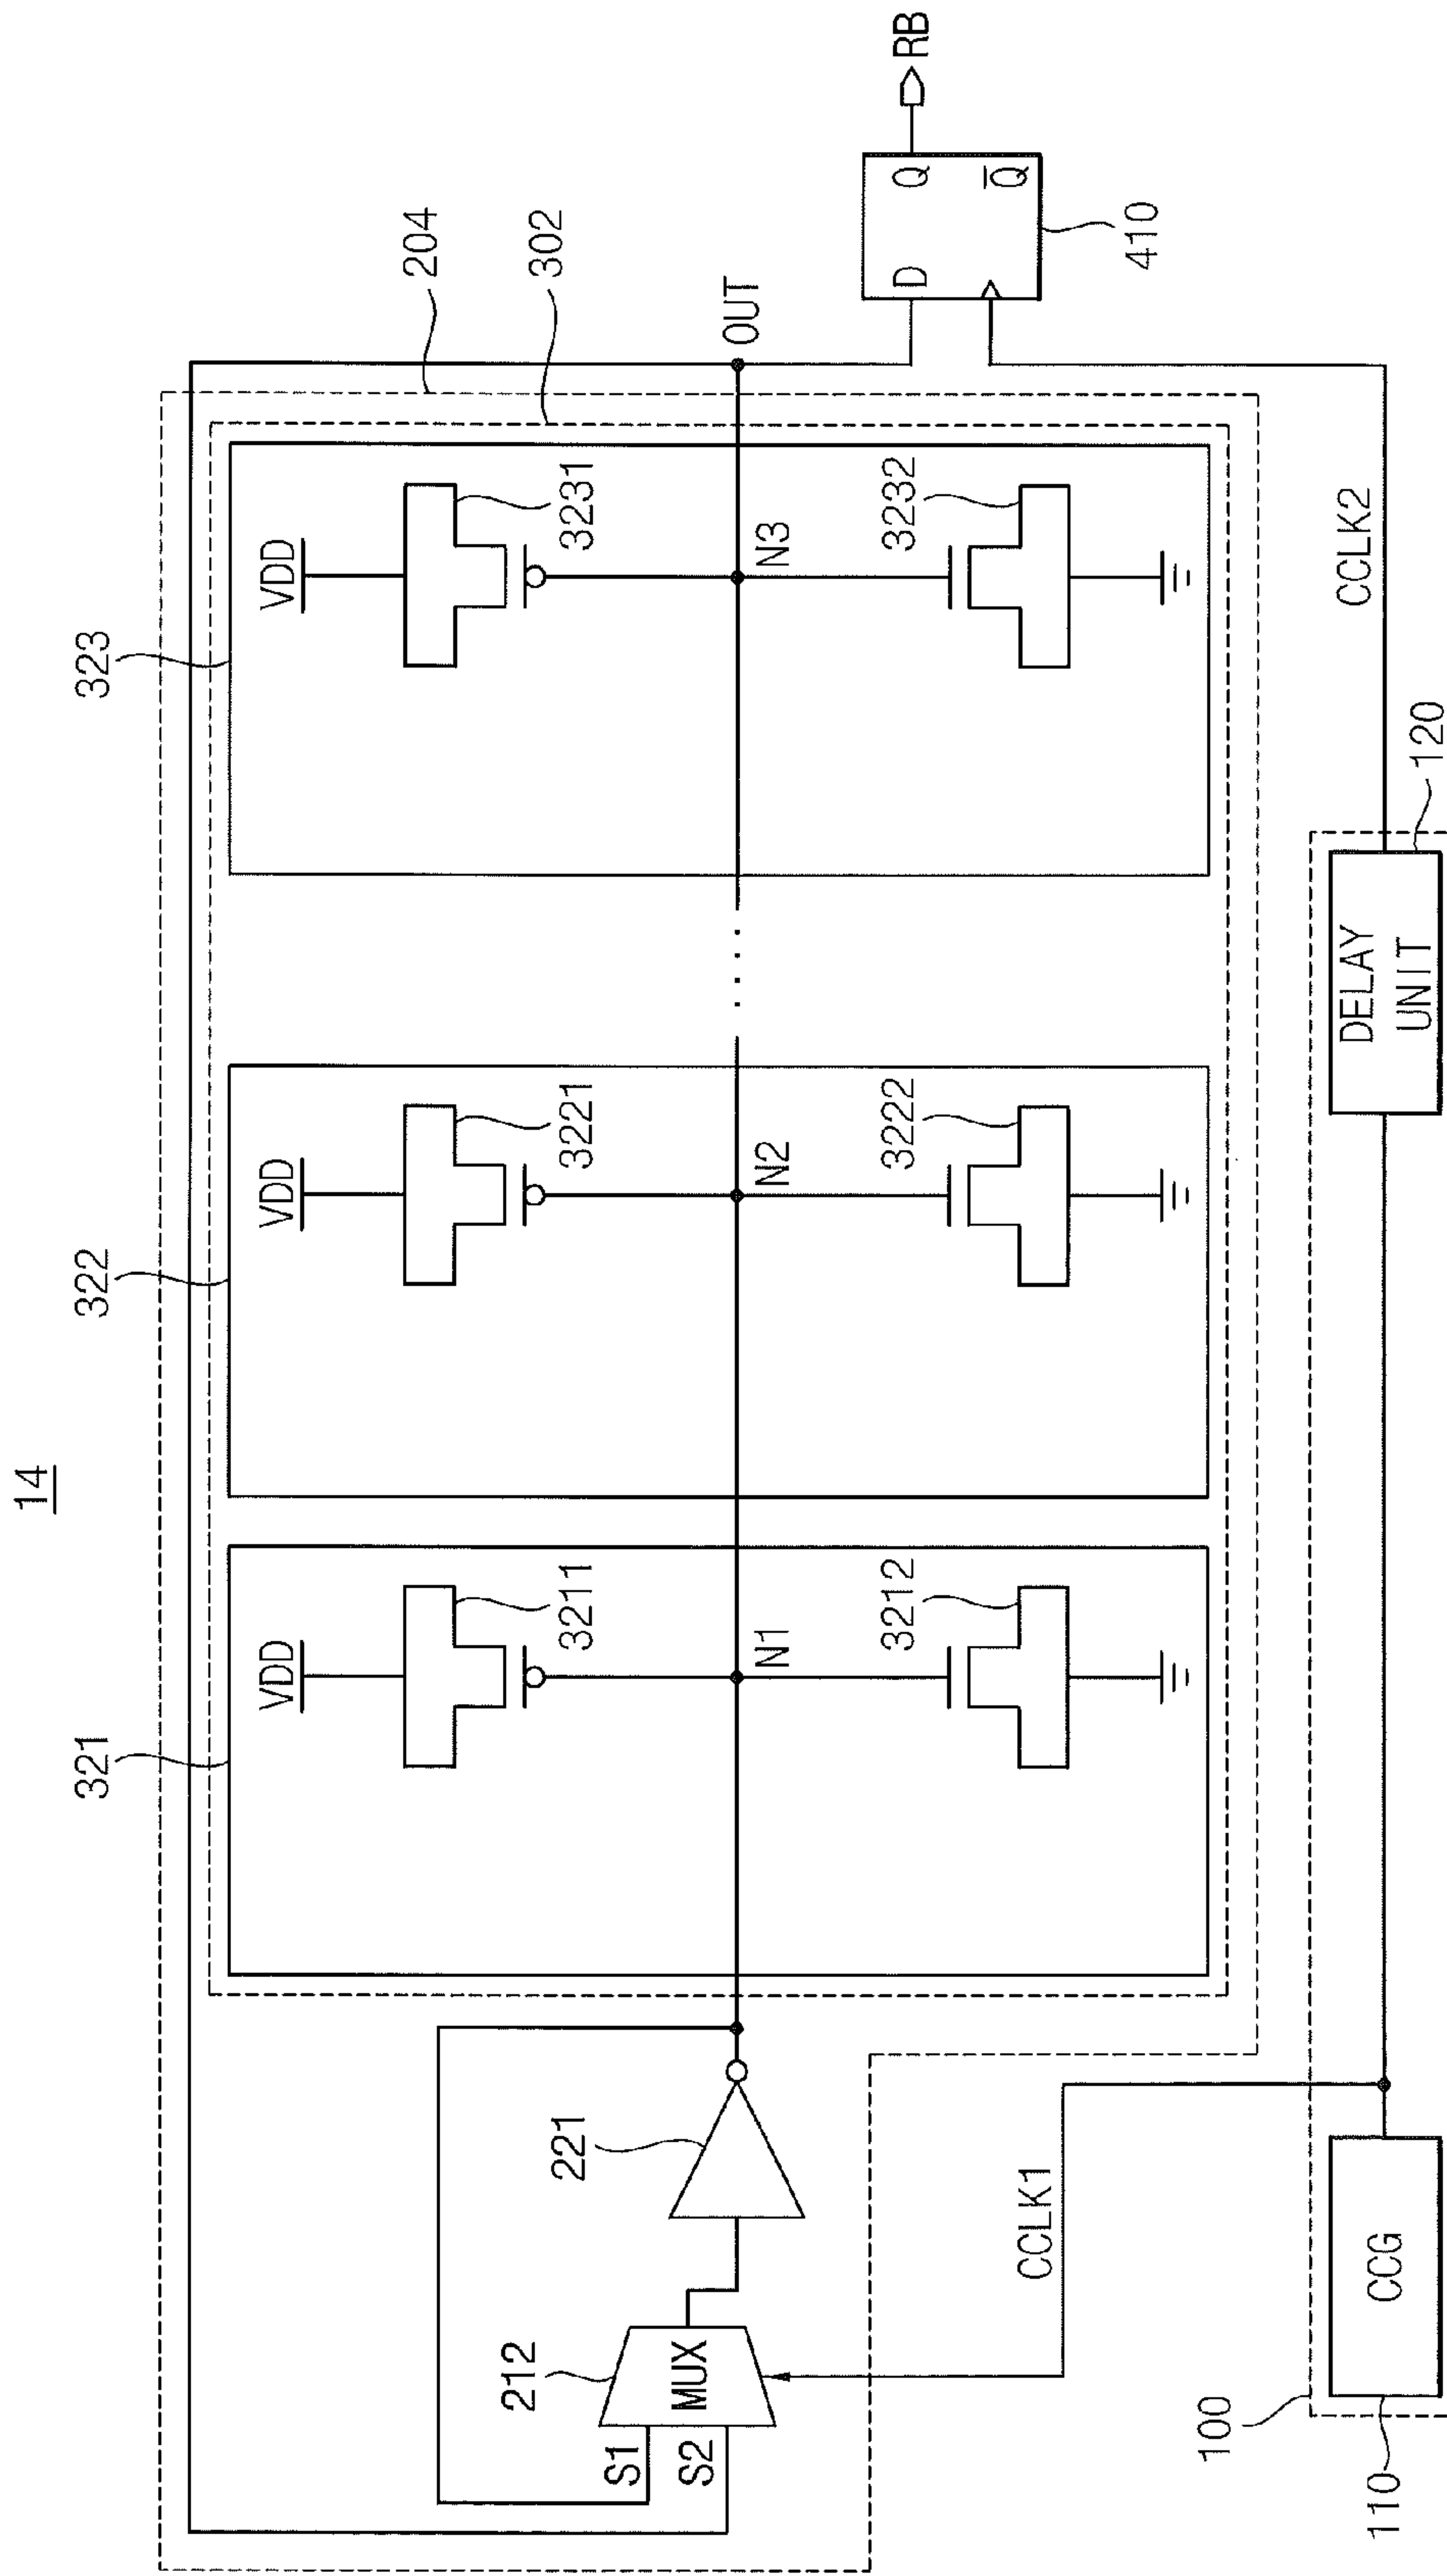 14
321
322
323
204
302
VDD
3211
VDD
3221
VDD
3231
212
MUX
S1
S2
221
N1
N2
N3
OUT
. . . .
3212
3222
3232
D
Q
Q̅
RB
410
CCLK1
CCLK2
100
110
CCG
DELAY
UNIT
120